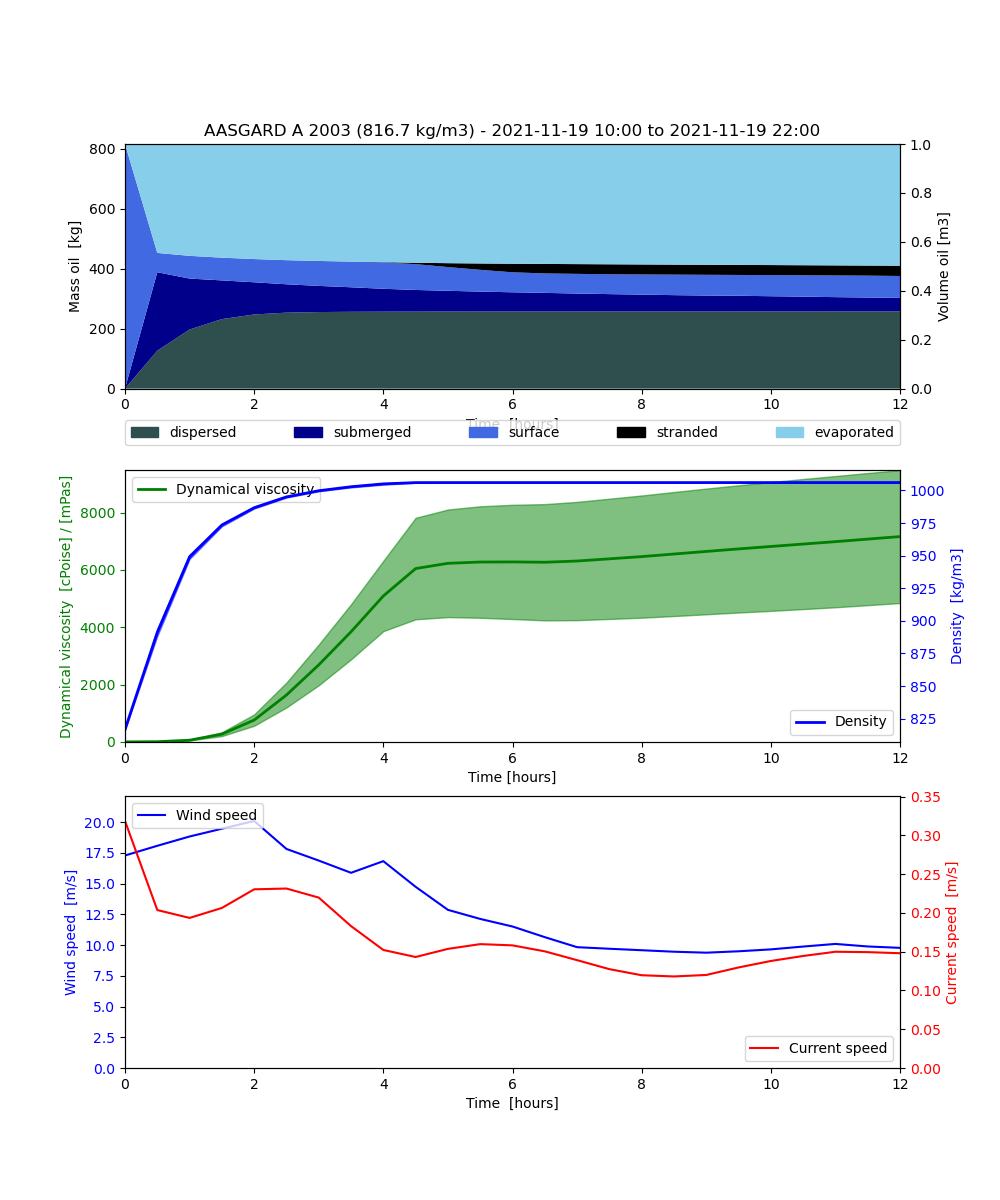 AASGARD A 2003 (816.7 kg/m3) - 2021-11-19 10:00 to 2021-11-19 22:00
Mass oil [kg]
800
600
400
200
0
1.0
0.8
0.6
0.4
0.2
0.0
Volume oil [m3]
0 2 4 6 8 10 12
Time [hours]
dispersed submerged surface stranded evaporated
Dynamical viscosity [cPoise] / [mPas]
8000
6000
4000
2000
0
Dynamical viscosity
1000
975
950
925
900
875
850
825
Density [kg/m3]
Density
0 2 4 6 8 10 12
Time [hours]
Wind speed [m/s]
20.0
17.5
15.0
12.5
10.0
7.5
5.0
2.5
0.0
Wind speed
0.35
0.30
0.25
0.20
0.15
0.10
0.05
0.00
Current speed [m/s]
Current speed
0 2 4 6 8 10 12
Time [hours]